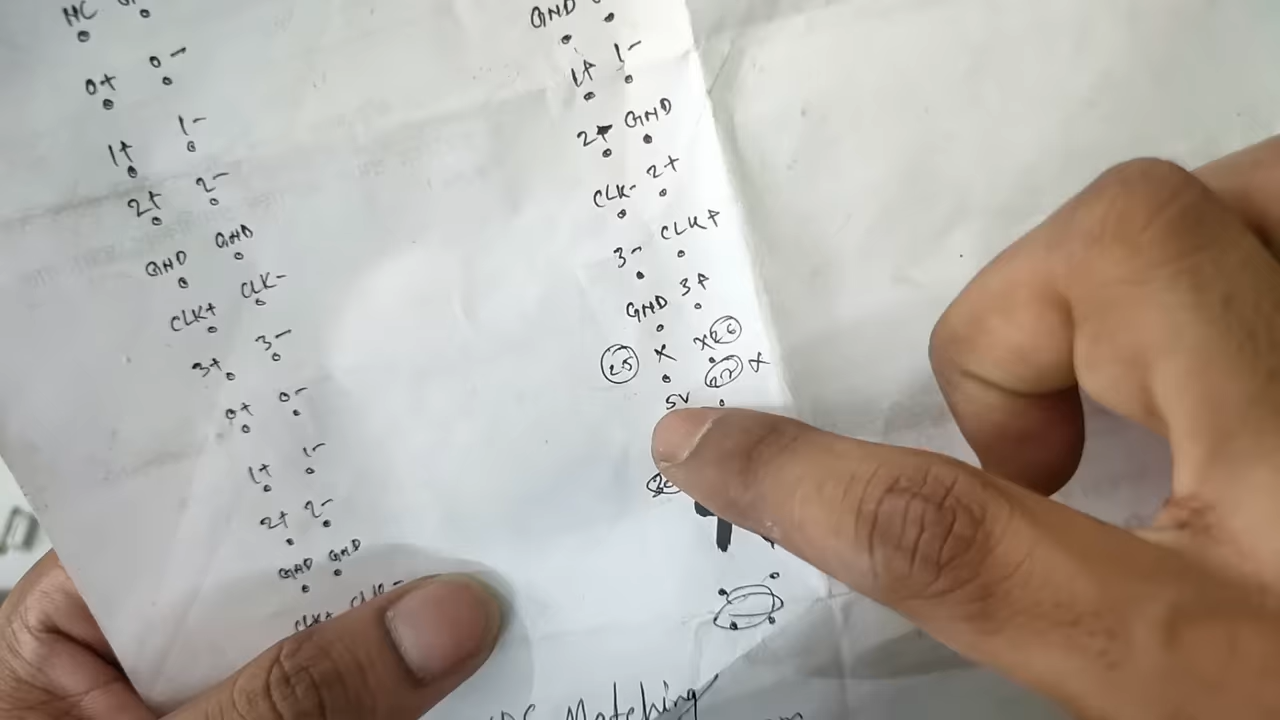 NC
0+ 0-
1+ 1-
2+ 2-
GND GND
CLK+ CLK-
3+ 3-
0+ 0-
1+ 1-
2+ 2-
GND GND
CLK+
GND
1+ 1-
2+ GND
CLK- 2+
3- CLK+
GND 3+
25 X X 26
27 X
5V
Matching